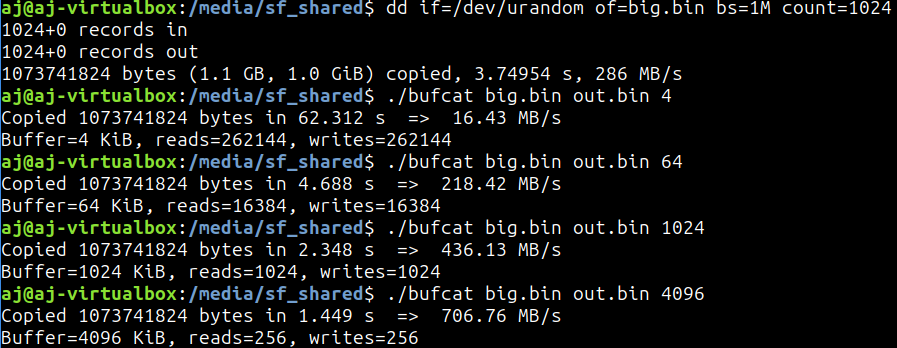 aj@aj-virtualbox:/media/sf_shared$ dd if=/dev/urandom of=big.bin bs=1M count=1024
1024+0 records in
1024+0 records out
1073741824 bytes (1.1 GB, 1.0 GiB) copied, 3.74954 s, 286 MB/s
aj@aj-virtualbox:/media/sf_shared$ ./bufcat big.bin out.bin 4
Copied 1073741824 bytes in 62.312 s  =>  16.43 MB/s
Buffer=4 KiB, reads=262144, writes=262144
aj@aj-virtualbox:/media/sf_shared$ ./bufcat big.bin out.bin 64
Copied 1073741824 bytes in 4.688 s  =>  218.42 MB/s
Buffer=64 KiB, reads=16384, writes=16384
aj@aj-virtualbox:/media/sf_shared$ ./bufcat big.bin out.bin 1024
Copied 1073741824 bytes in 2.348 s  =>  436.13 MB/s
Buffer=1024 KiB, reads=1024, writes=1024
aj@aj-virtualbox:/media/sf_shared$ ./bufcat big.bin out.bin 4096
Copied 1073741824 bytes in 1.449 s  =>  706.76 MB/s
Buffer=4096 KiB, reads=256, writes=256